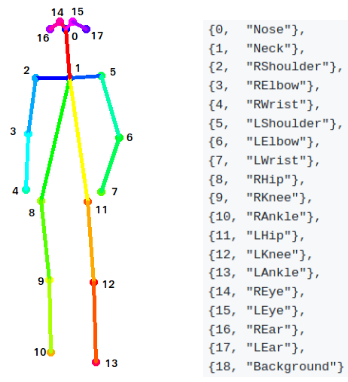 14 15
16 0 17
2 1 5
3 6
4 7
8 11
9 12
10 13
{0, "Nose"},
{1, "Neck"},
{2, "RShoulder"},
{3, "RElbow"},
{4, "RWrist"},
{5, "LShoulder"},
{6, "LElbow"},
{7, "LWrist"},
{8, "RHip"},
{9, "RKnee"},
{10, "RAnkle"},
{11, "LHip"},
{12, "LKnee"},
{13, "LAnkle"},
{14, "REye"},
{15, "LEye"},
{16, "REar"},
{17, "LEar"},
{18, "Background"}